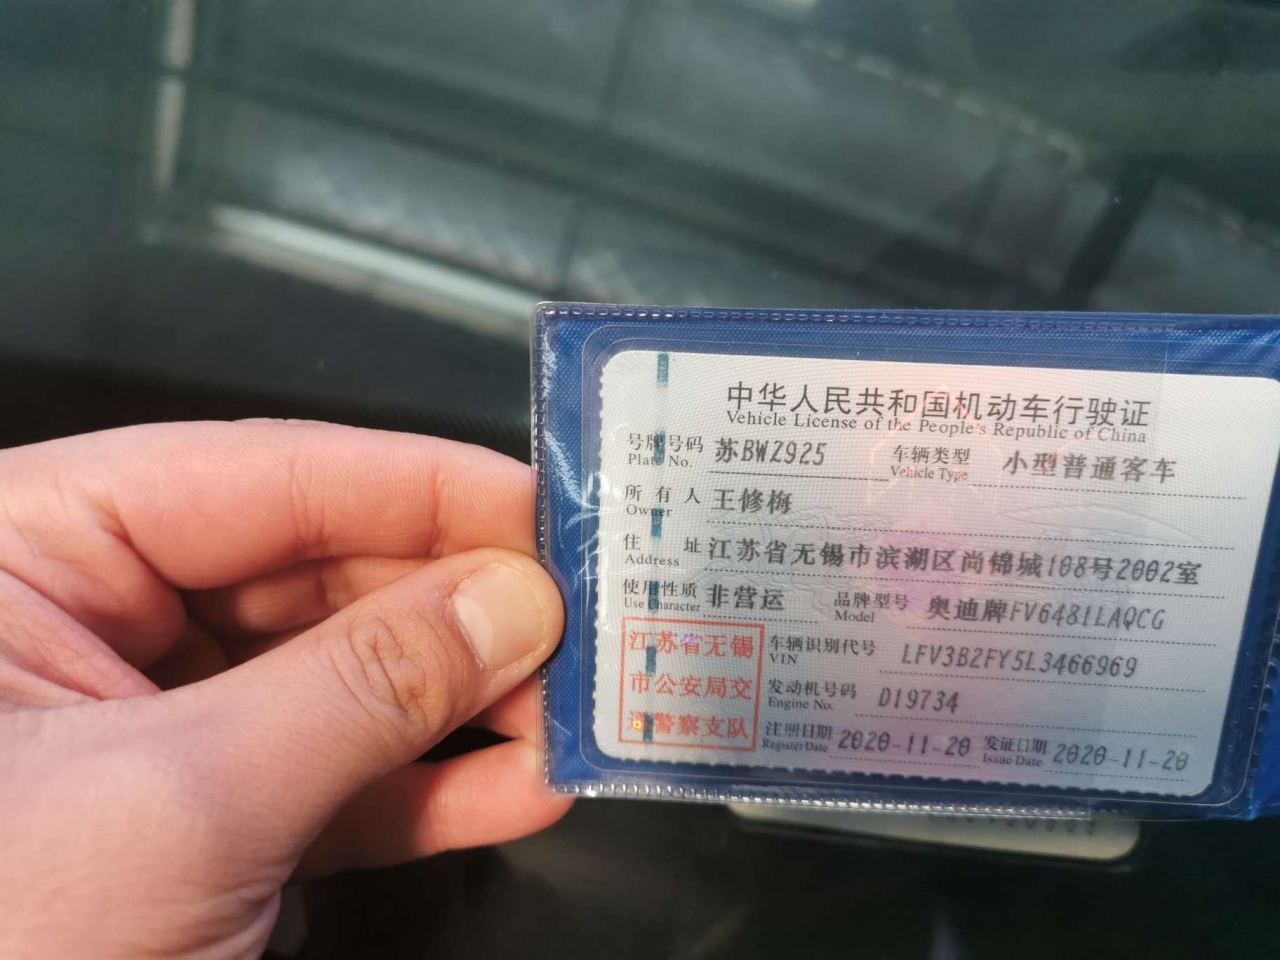 中华人民共和国机动车行驶证
Vehicle License of the People's Republic of China
号牌号码 苏BWZ925 车辆类型 小型普通客车
Plate No. Vehicle Type
所有人 王修梅
Owner
住址 江苏省无锡市滨湖区尚锦城108号2002室
Address
使用性质 非营运 品牌型号 奥迪牌FV6481LAQCG
Use Character Model
江苏省无锡
市公安局交
通警察支队
车辆识别代号 LFV3B2FY5L3466969
VIN
发动机号码 D19734
Engine No.
注册日期 2020-11-20 发证日期 2020-11-20
Register Date Issue Date